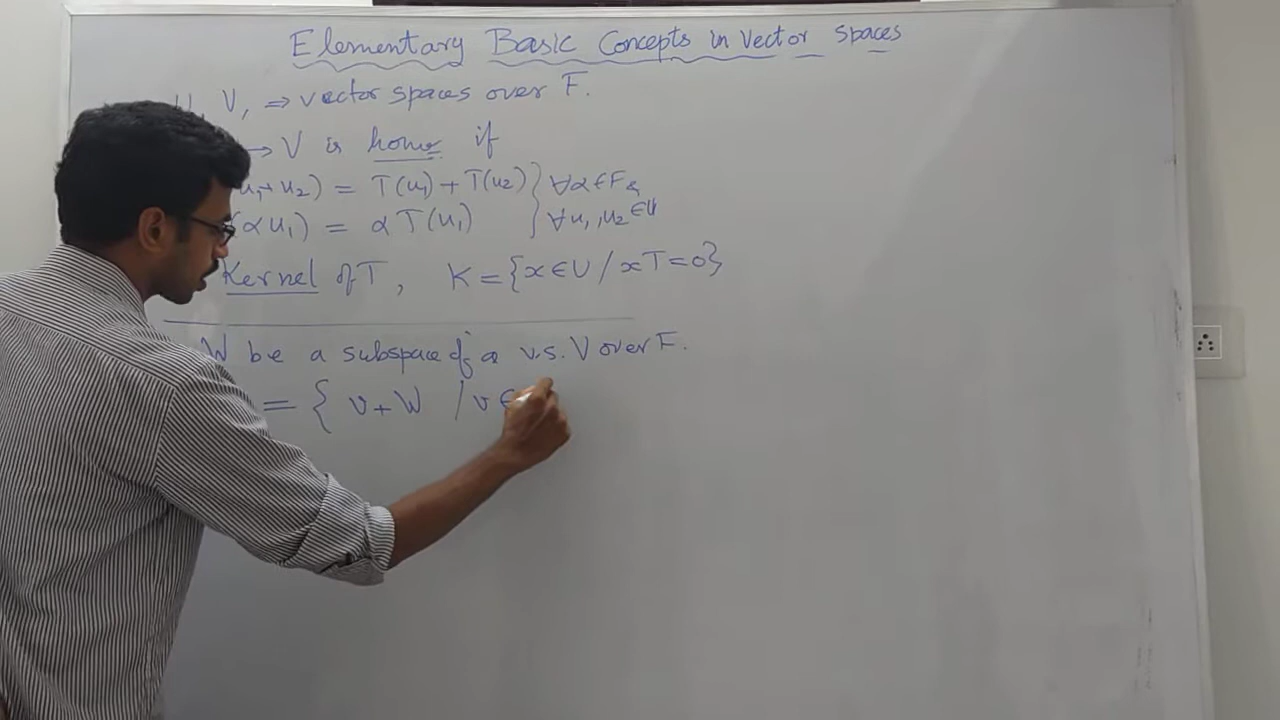 Elementary Basic Concepts in Vector Spaces
V, ⇒ vector spaces over F.
→ V is homo if
u₁+u₂) = T(u₁) + T(u₂) } ∀α∈F &
(αu₁) = αT(u₁) } ∀u₁,u₂∈U
Kernel of T, K = {x∈U / xT=0}
W be a subspace of a v.s. V over F.
= { v+W / v∈